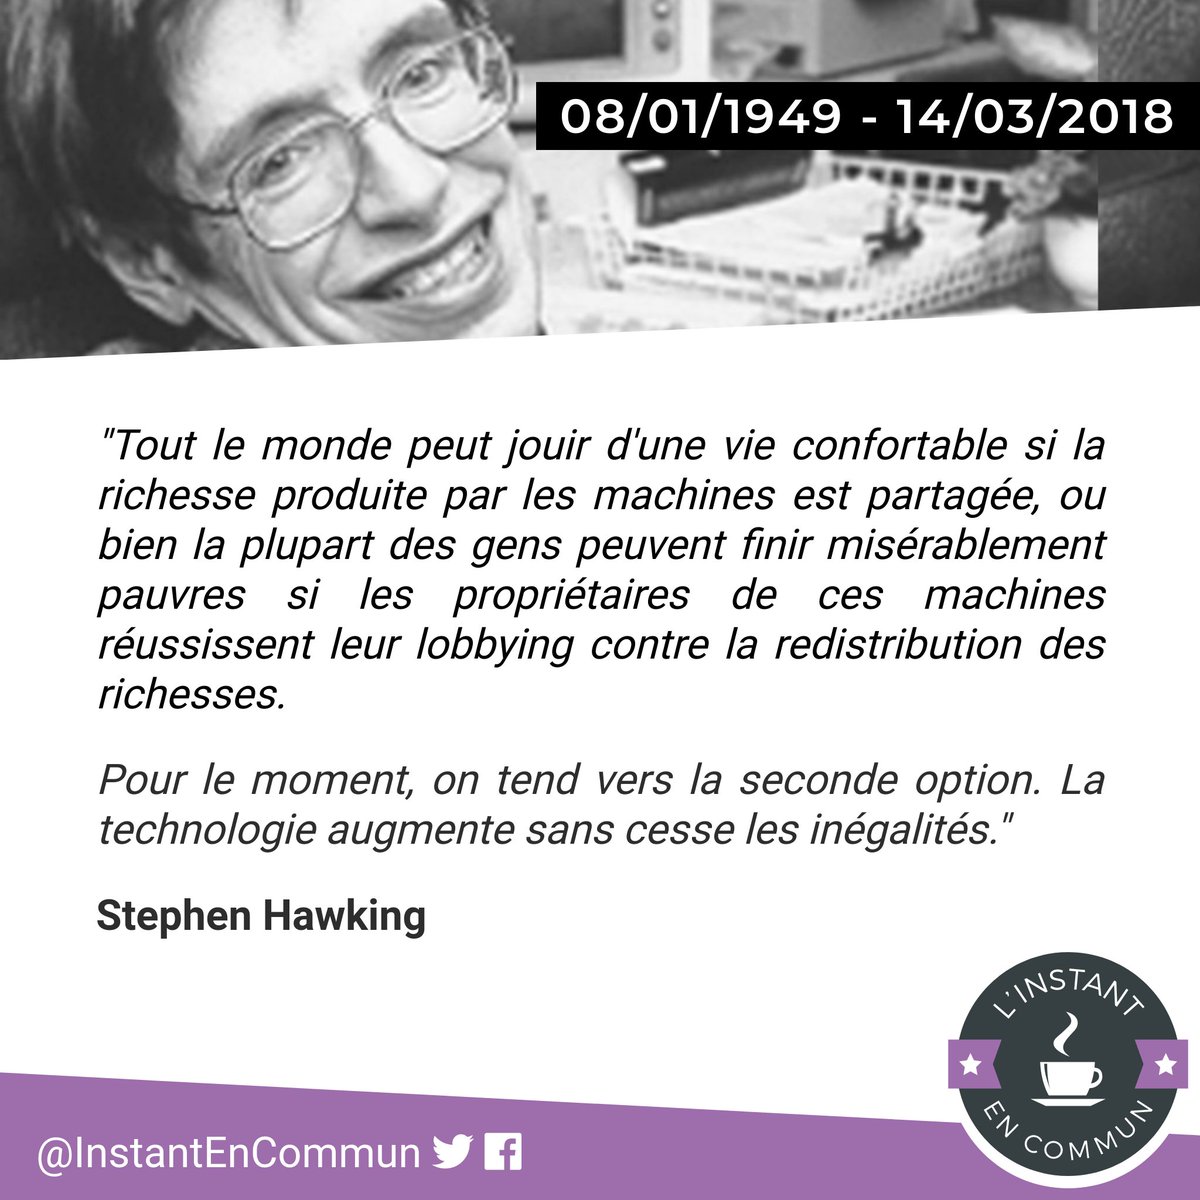 08/01/1949 - 14/03/2018
"Tout le monde peut jouir d'une vie confortable si la
richesse produite par les machines est partagée, ou
bien la plupart des gens peuvent finir misérablement
pauvres si les propriétaires de ces machines
réussissent leur lobbying contre la redistribution des
richesses.
Pour le moment, on tend vers la seconde option. La
technologie augmente sans cesse les inégalités."
Stephen Hawking
L'INSTANT
EN COMMUN
@InstantEnCommun